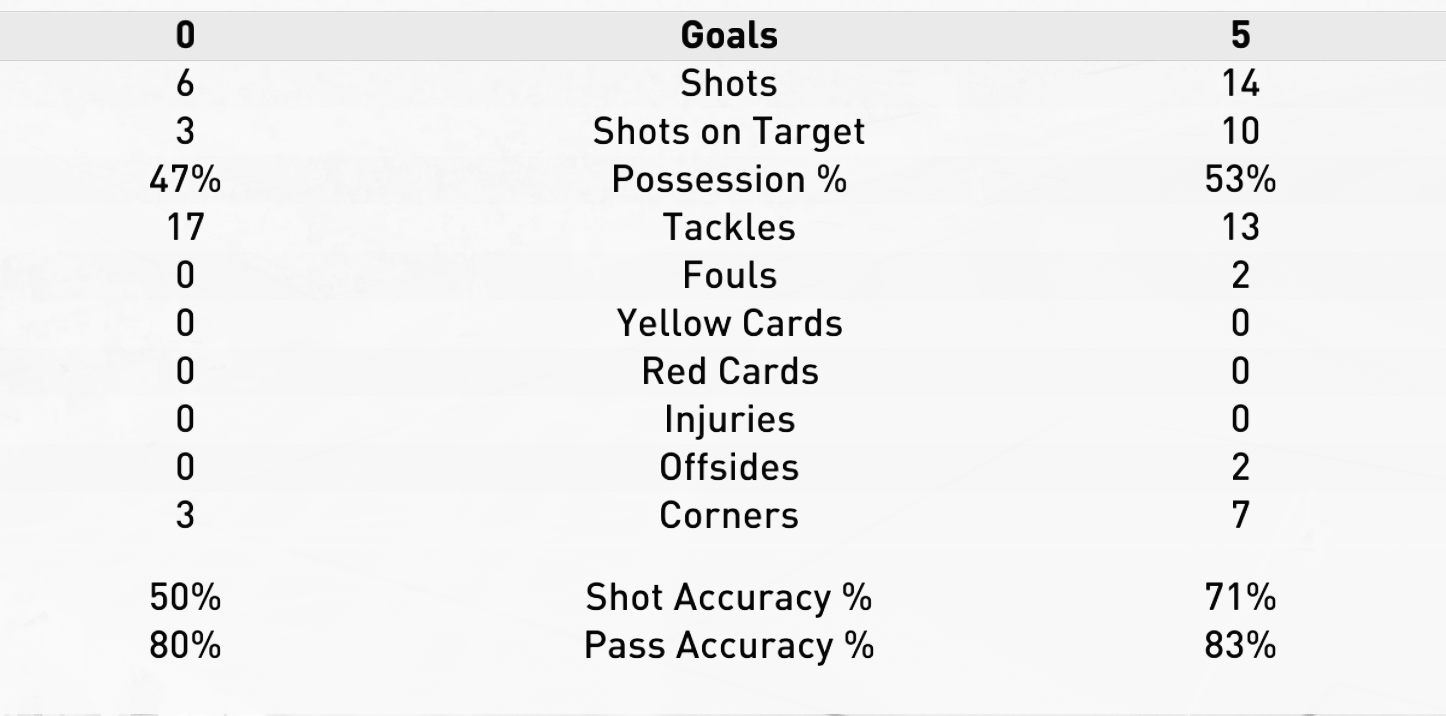 0 Goals 5
6 Shots 14
3 Shots on Target 10
47% Possession % 53%
17 Tackles 13
0 Fouls 2
0 Yellow Cards 0
0 Red Cards 0
0 Injuries 0
0 Offsides 2
3 Corners 7
50% Shot Accuracy % 71%
80% Pass Accuracy % 83%